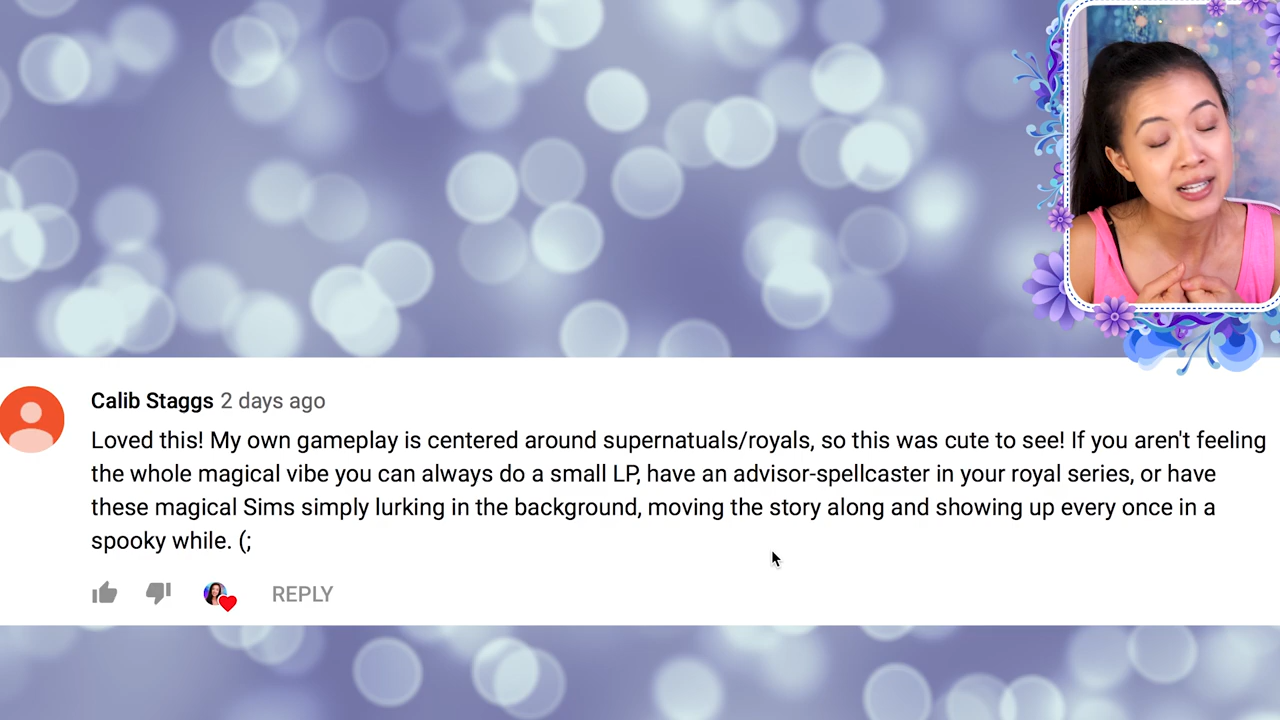 Calib Staggs 2 days ago
Loved this! My own gameplay is centered around supernatuals/royals, so this was cute to see! If you aren't feeling
the whole magical vibe you can always do a small LP, have an advisor-spellcaster in your royal series, or have
these magical Sims simply lurking in the background, moving the story along and showing up every once in a
spooky while. (;
REPLY